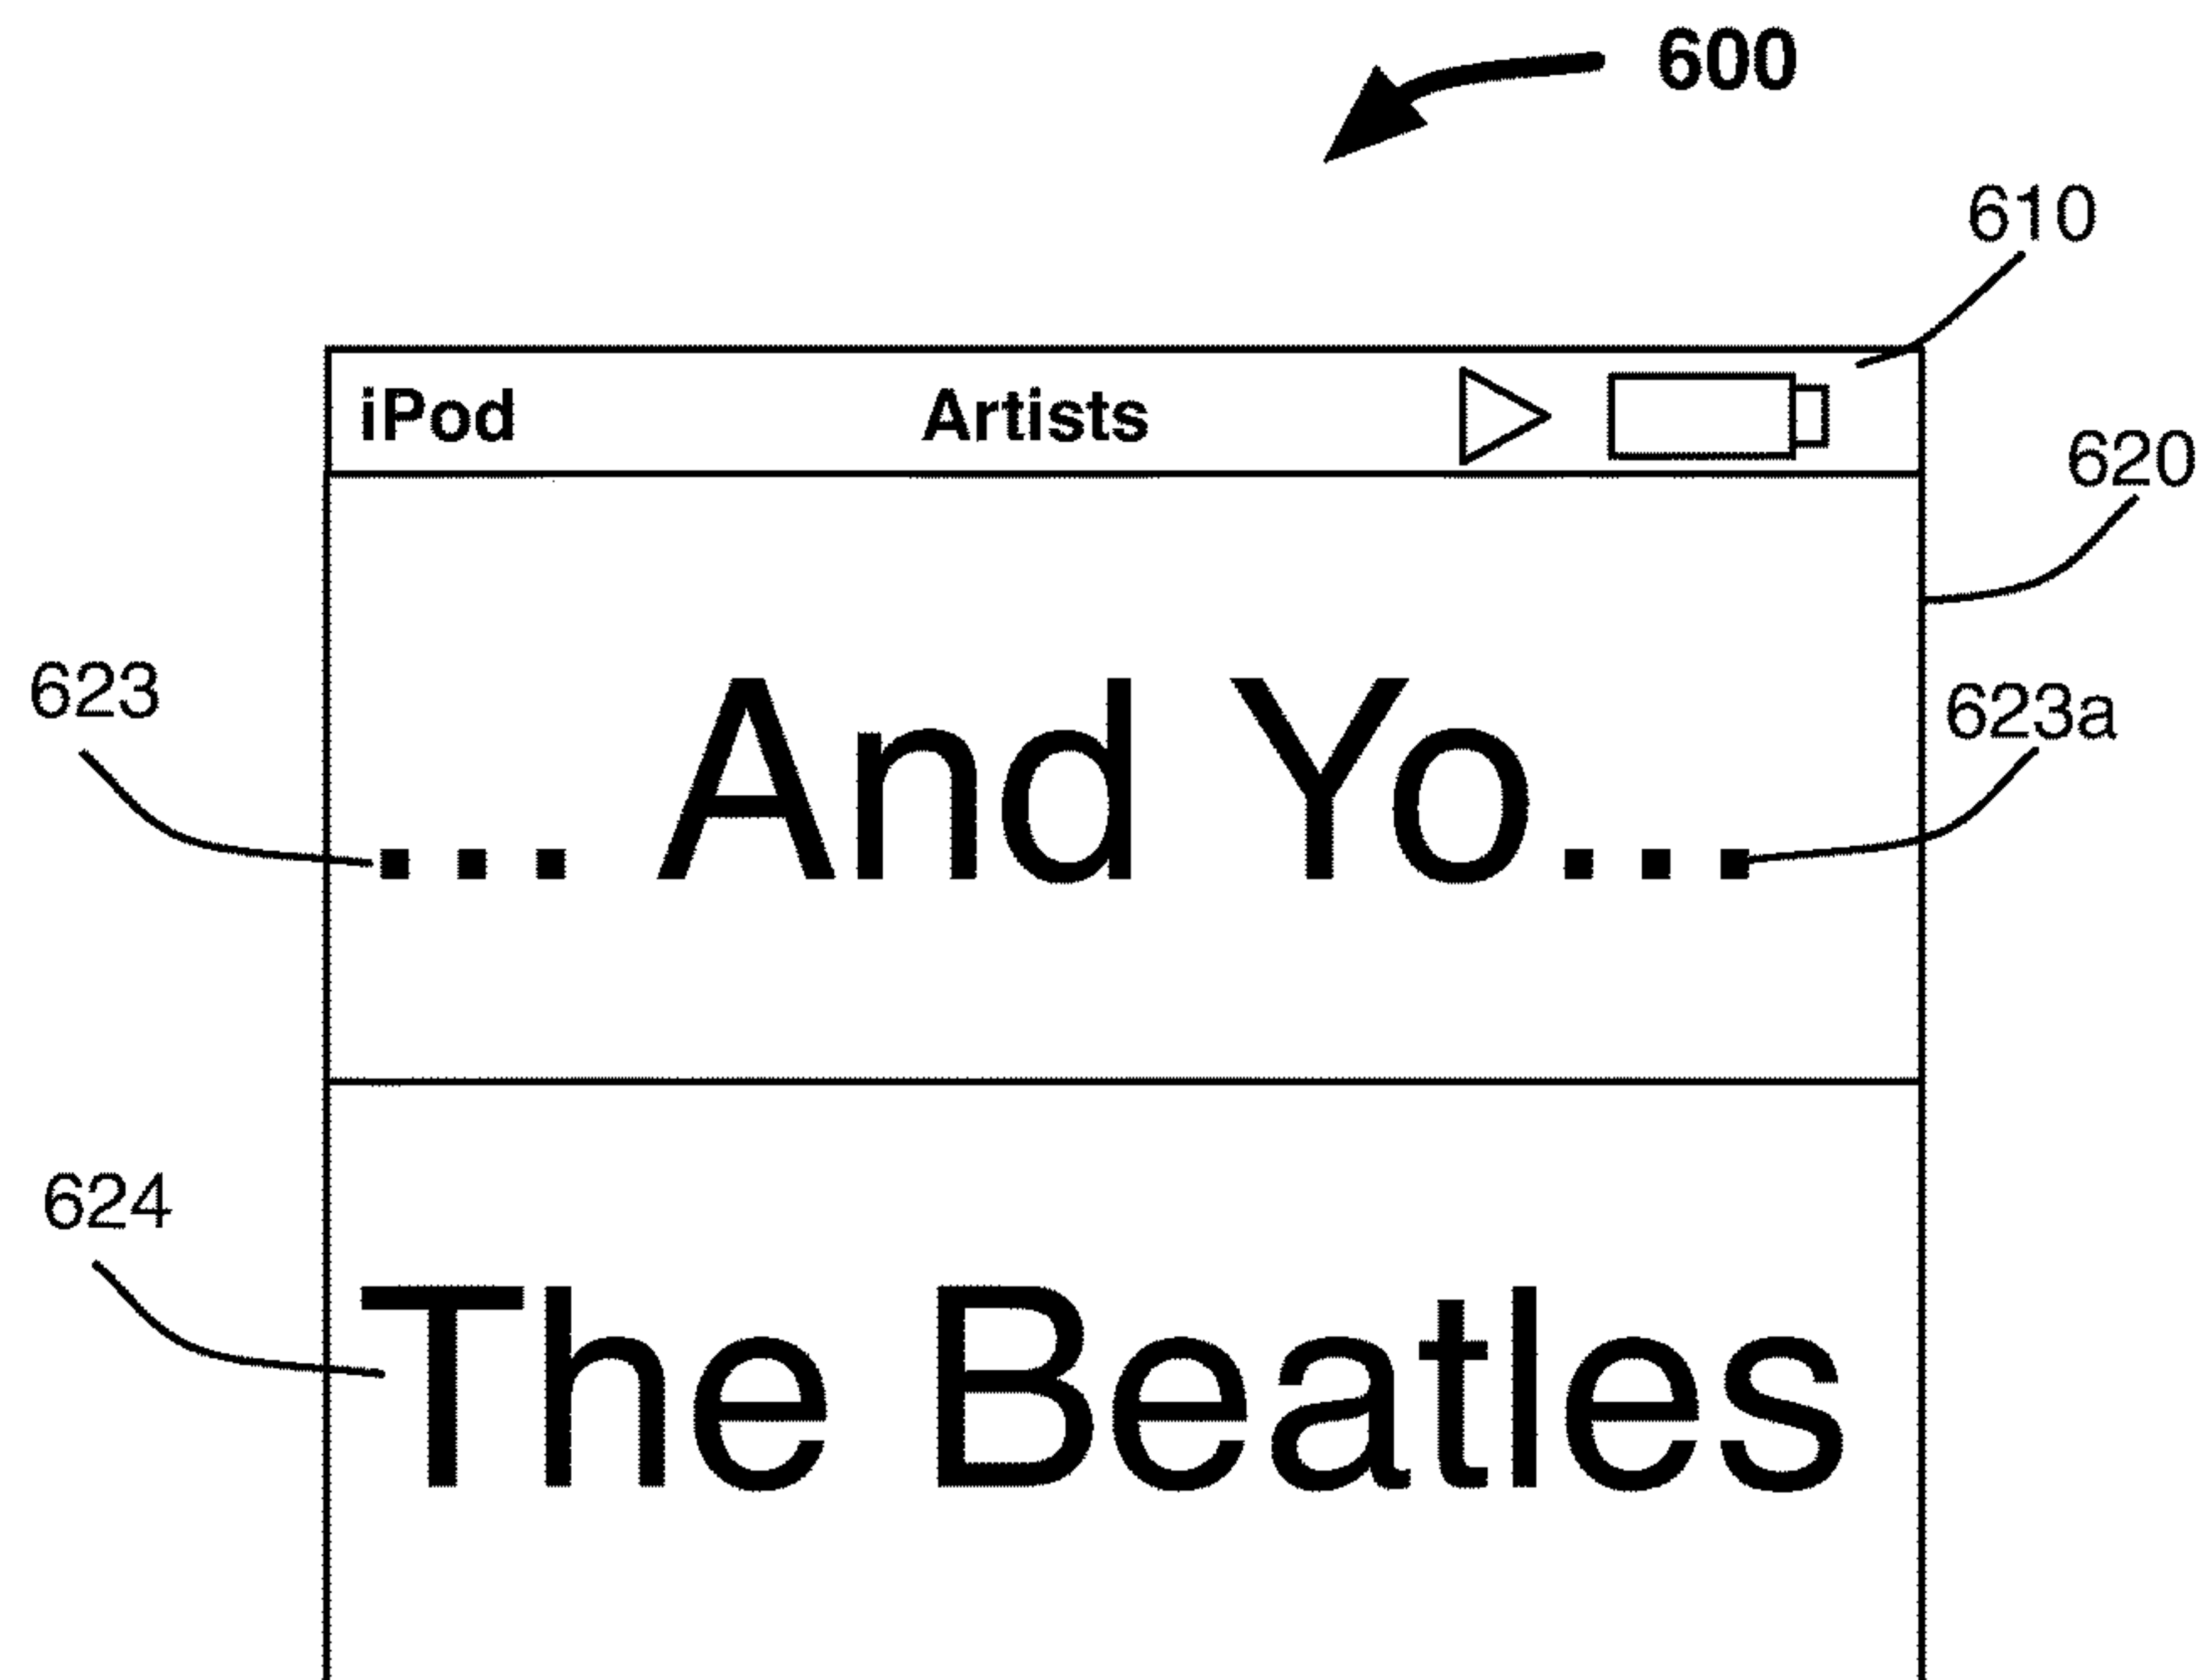 600
610
iPod Artists
620
623
... And Yo...
623a
624
The Beatles